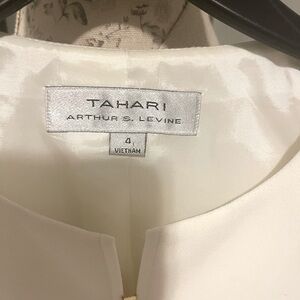 TAHARI
ARTHUR S. LEVINE
4
VIETNAM